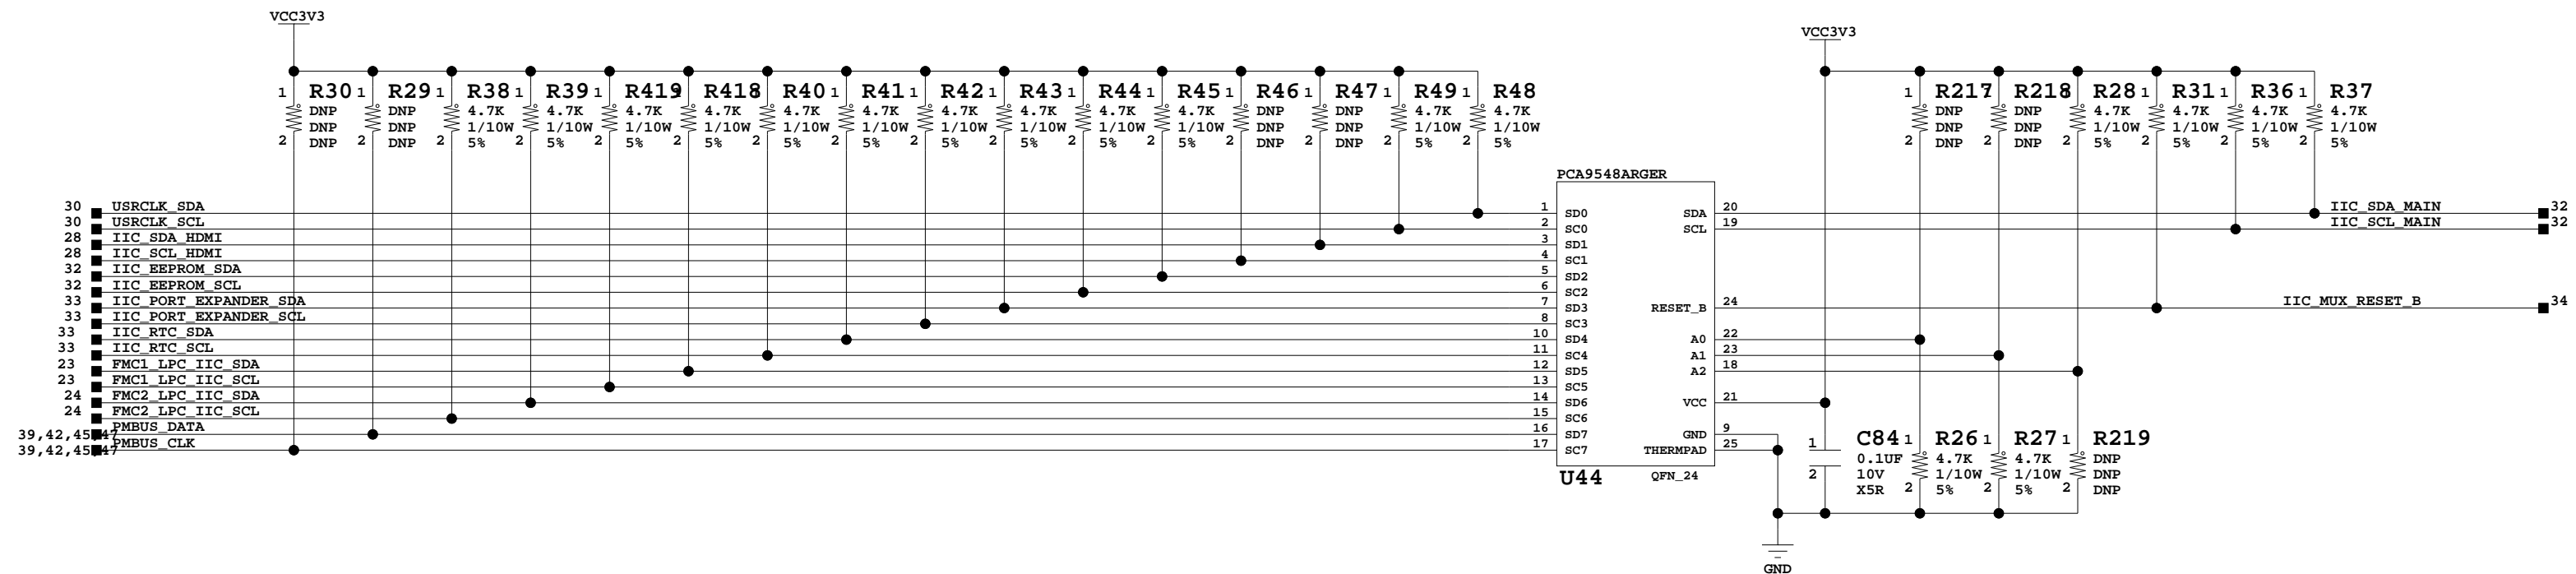 VCC3V3
VCC3V3
1 R30 1 R29 1 R38 1 R39 1 R419 1 R418 1 R40 1 R41 1 R42 1 R43 1 R44 1 R45 1 R46 1 R47 1 R49 1 R48
DNP DNP 4.7K 4.7K 4.7K 4.7K 4.7K 4.7K 4.7K 4.7K 4.7K 4.7K DNP DNP 4.7K 4.7K
DNP DNP 1/10W 1/10W 1/10W 1/10W 1/10W 1/10W 1/10W 1/10W 1/10W 1/10W DNP DNP 1/10W 1/10W
2 DNP 2 DNP 2 5% 2 5% 2 5% 2 5% 2 5% 2 5% 2 5% 2 5% 2 5% 2 5% 2 DNP 2 DNP 2 5% 2 5%
1 R217 1 R218 1 R28 1 R31 1 R36 1 R37
DNP DNP 4.7K 4.7K 4.7K 4.7K
DNP DNP 1/10W 1/10W 1/10W 1/10W
2 DNP 2 DNP 2 5% 2 5% 2 5% 2 5%
PCA9548ARGER
30 USRCLK_SDA 1 SD0 SDA 20 IIC_SDA_MAIN 32
30 USRCLK_SCL 2 SC0 SCL 19 IIC_SCL_MAIN 32
28 IIC_SDA_HDMI 3 SD1
28 IIC_SCL_HDMI 4 SC1
32 IIC_EEPROM_SDA 5 SD2
32 IIC_EEPROM_SCL 6 SC2
33 IIC_PORT_EXPANDER_SDA 7 SD3 RESET_B 24 IIC_MUX_RESET_B 34
33 IIC_PORT_EXPANDER_SCL 8 SC3
33 IIC_RTC_SDA 10 SD4 A0 22
33 IIC_RTC_SCL 11 SC4 A1 23
23 FMC1_LPC_IIC_SDA 12 SD5 A2 18
23 FMC1_LPC_IIC_SCL 13 SC5
24 FMC2_LPC_IIC_SDA 14 SD6 VCC 21
24 FMC2_LPC_IIC_SCL 15 SC6
39,42,45,47 PMBUS_DATA 16 SD7 GND 9
39,42,45,47 PMBUS_CLK 17 SC7 THERMPAD 25
U44 QFN_24
1 C84 1 R26 1 R27 1 R219
0.1UF 4.7K 4.7K DNP
10V 1/10W 1/10W DNP
2 X5R 2 5% 2 5% 2 DNP
GND